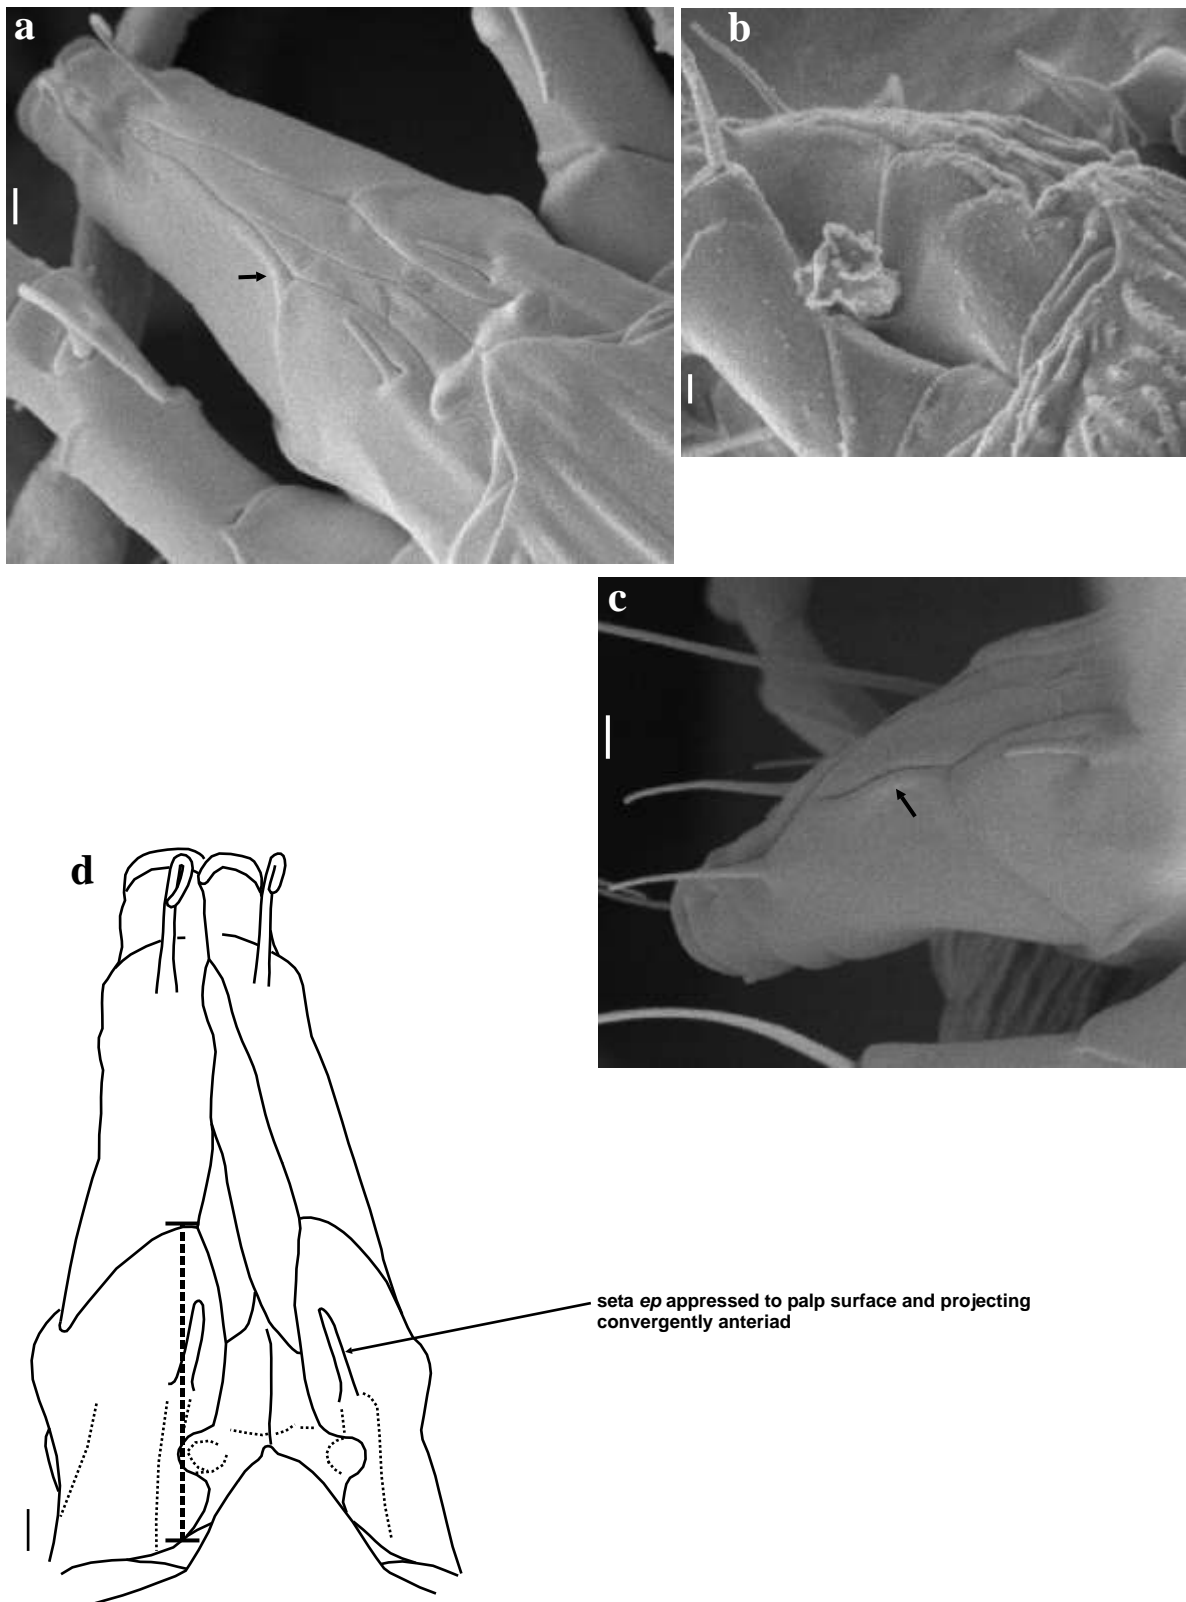 a
b
c
d
seta ep appressed to palp surface and projecting
convergently anteriad